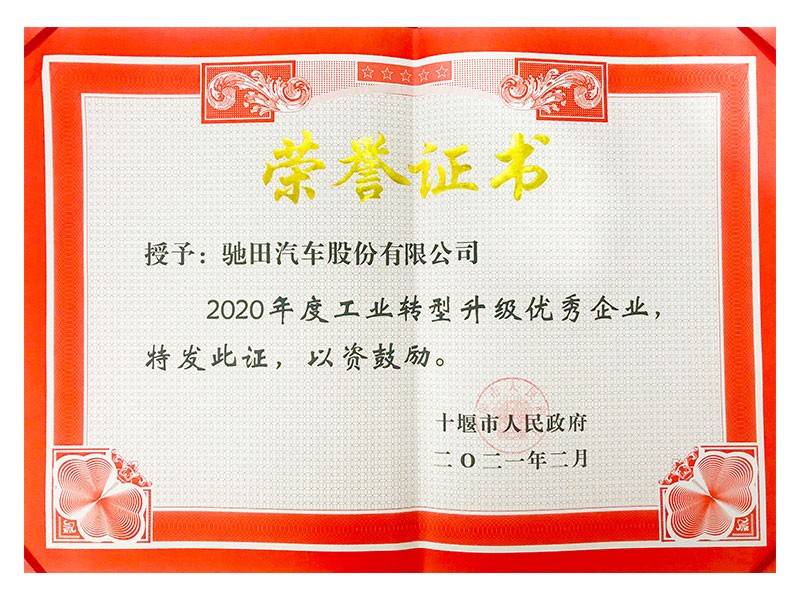 荣誉证书
授予：驰田汽车股份有限公司
2020年度工业转型升级优秀企业，
特发此证，以资鼓励。
十堰市人民政府
二〇二一年二月